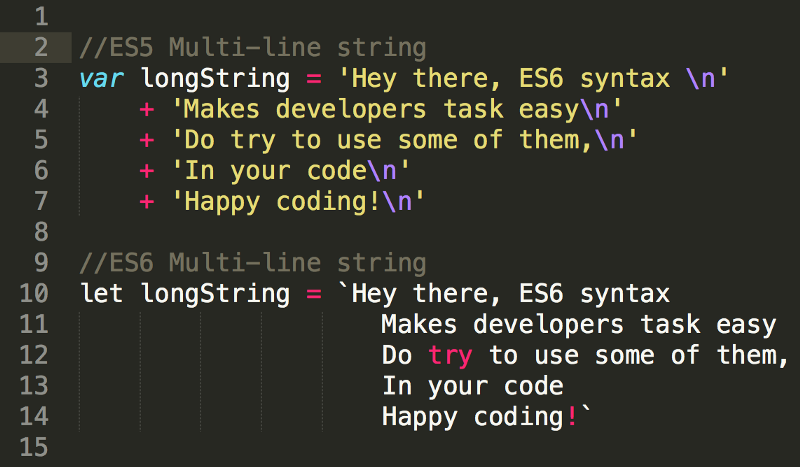 1
2 //ES5 Multi-line string
3 var longString = 'Hey there, ES6 syntax \n'
4     + 'Makes developers task easy\n'
5     + 'Do try to use some of them,\n'
6     + 'In your code\n'
7     + 'Happy coding!\n'
8
9 //ES6 Multi-line string
10 let longString = `Hey there, ES6 syntax
11                     Makes developers task easy
12                     Do try to use some of them,
13                     In your code
14                     Happy coding!`
15